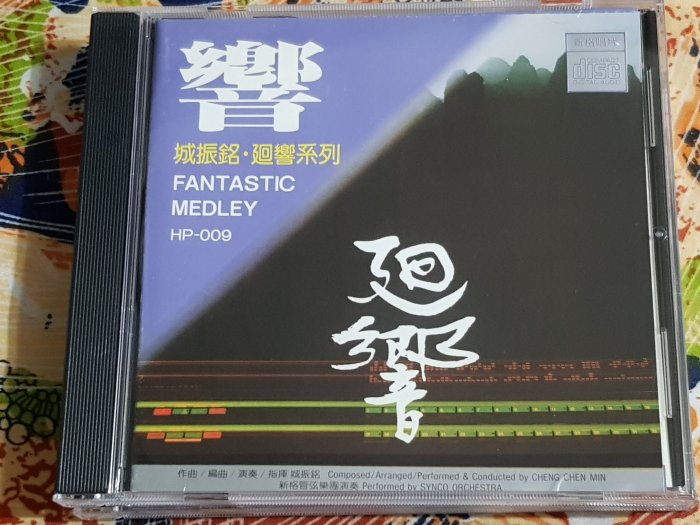 響
城振銘·廻響系列
FANTASTIC
MEDLEY
HP-009
新格唱片
COMPACT
disc
DIGITAL AUDIO
廻響
作曲/編曲/演奏/指揮 城振銘 Composed/Arranged/Performed & Conducted by CHENG CHEN MIN
新格管弦樂團演奏 Performed by SYNCO ORCHESTRA